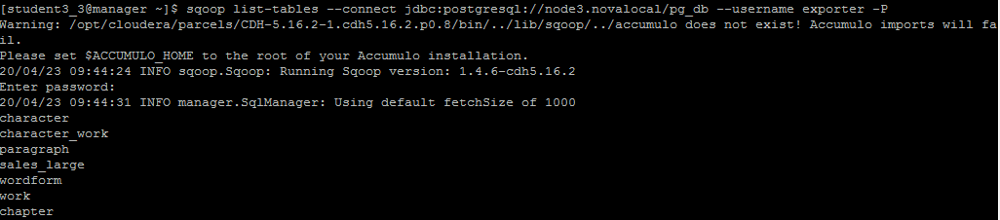 [student3_3@manager ~]$ sqoop list-tables --connect jdbc:postgresql://node3.novalocal/pg_db --username exporter -P
Warning: /opt/cloudera/parcels/CDH-5.16.2-1.cdh5.16.2.p0.8/bin/../lib/sqoop/../accumulo does not exist! Accumulo imports will fa
il.
Please set $ACCUMULO_HOME to the root of your Accumulo installation.
20/04/23 09:44:24 INFO sqoop.Sqoop: Running Sqoop version: 1.4.6-cdh5.16.2
Enter password:
20/04/23 09:44:31 INFO manager.SqlManager: Using default fetchSize of 1000
character
character_work
paragraph
sales_large
wordform
work
chapter